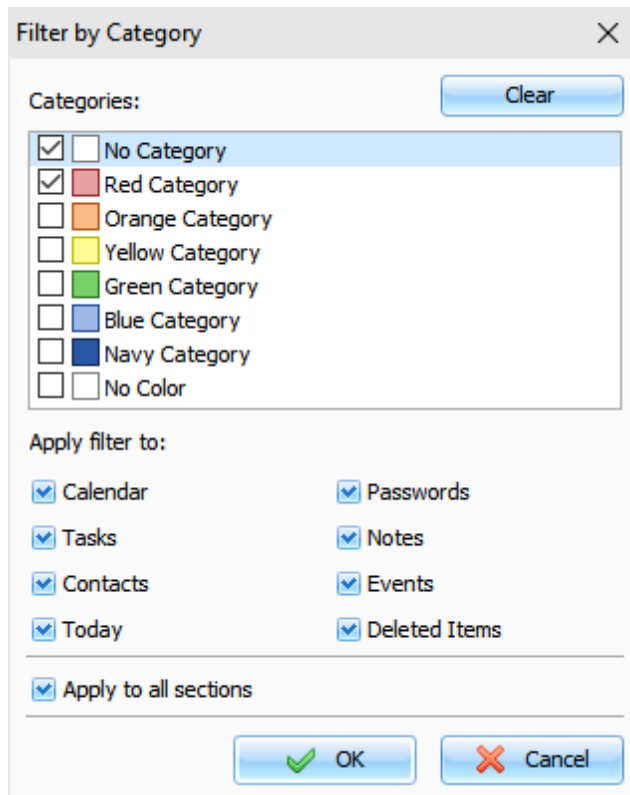 Filter by Category
Categories:
Clear
No Category
Red Category
Orange Category
Yellow Category
Green Category
Blue Category
Navy Category
No Color
Apply filter to:
Calendar
Passwords
Tasks
Notes
Contacts
Events
Today
Deleted Items
Apply to all sections
OK
Cancel